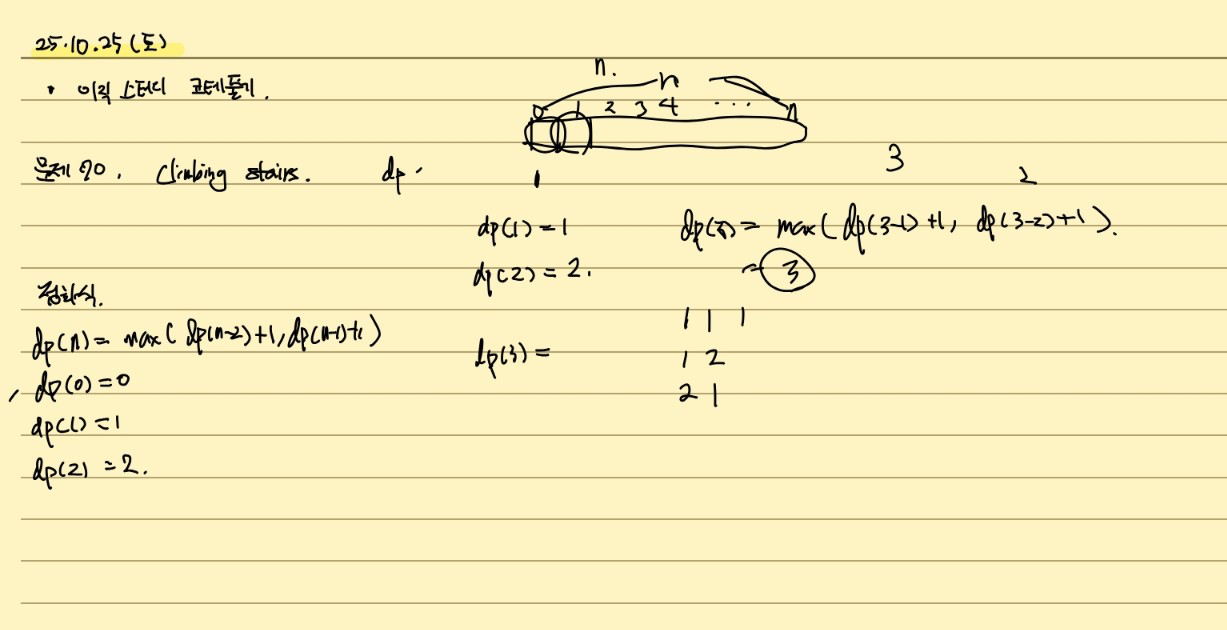 25.10.25 (토)
• 이직 스터디 코테풀기.
n.
n
0 1 2 3 4 ... n
문제 70. Climbing stairs. dp.
1
3
2
dp(1) = 1
dp(2) = 2.
dp(3) = max( dp(3-1)+1, dp(3-2)+1 ).
= 3
점화식.
dp(n) = max( dp(n-2)+1, dp(n-1)+1 )
dp(0) = 0
dp(1) = 1
dp(2) = 2.
dp(3) =
1 1 1
1 2
2 1